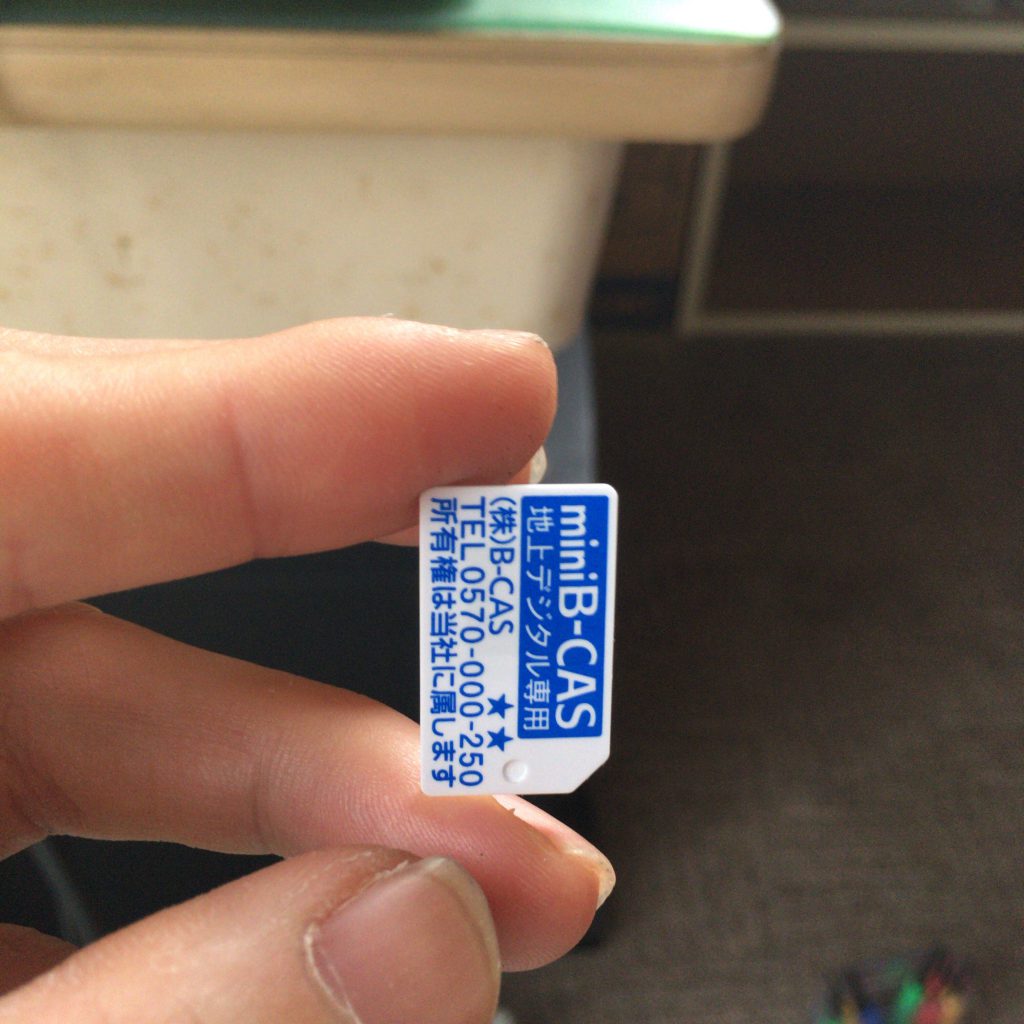 miniB-CAS
地上デジタル専用
(株)B-CAS ★★
TEL 0570-000-250
所有権は当社に属します